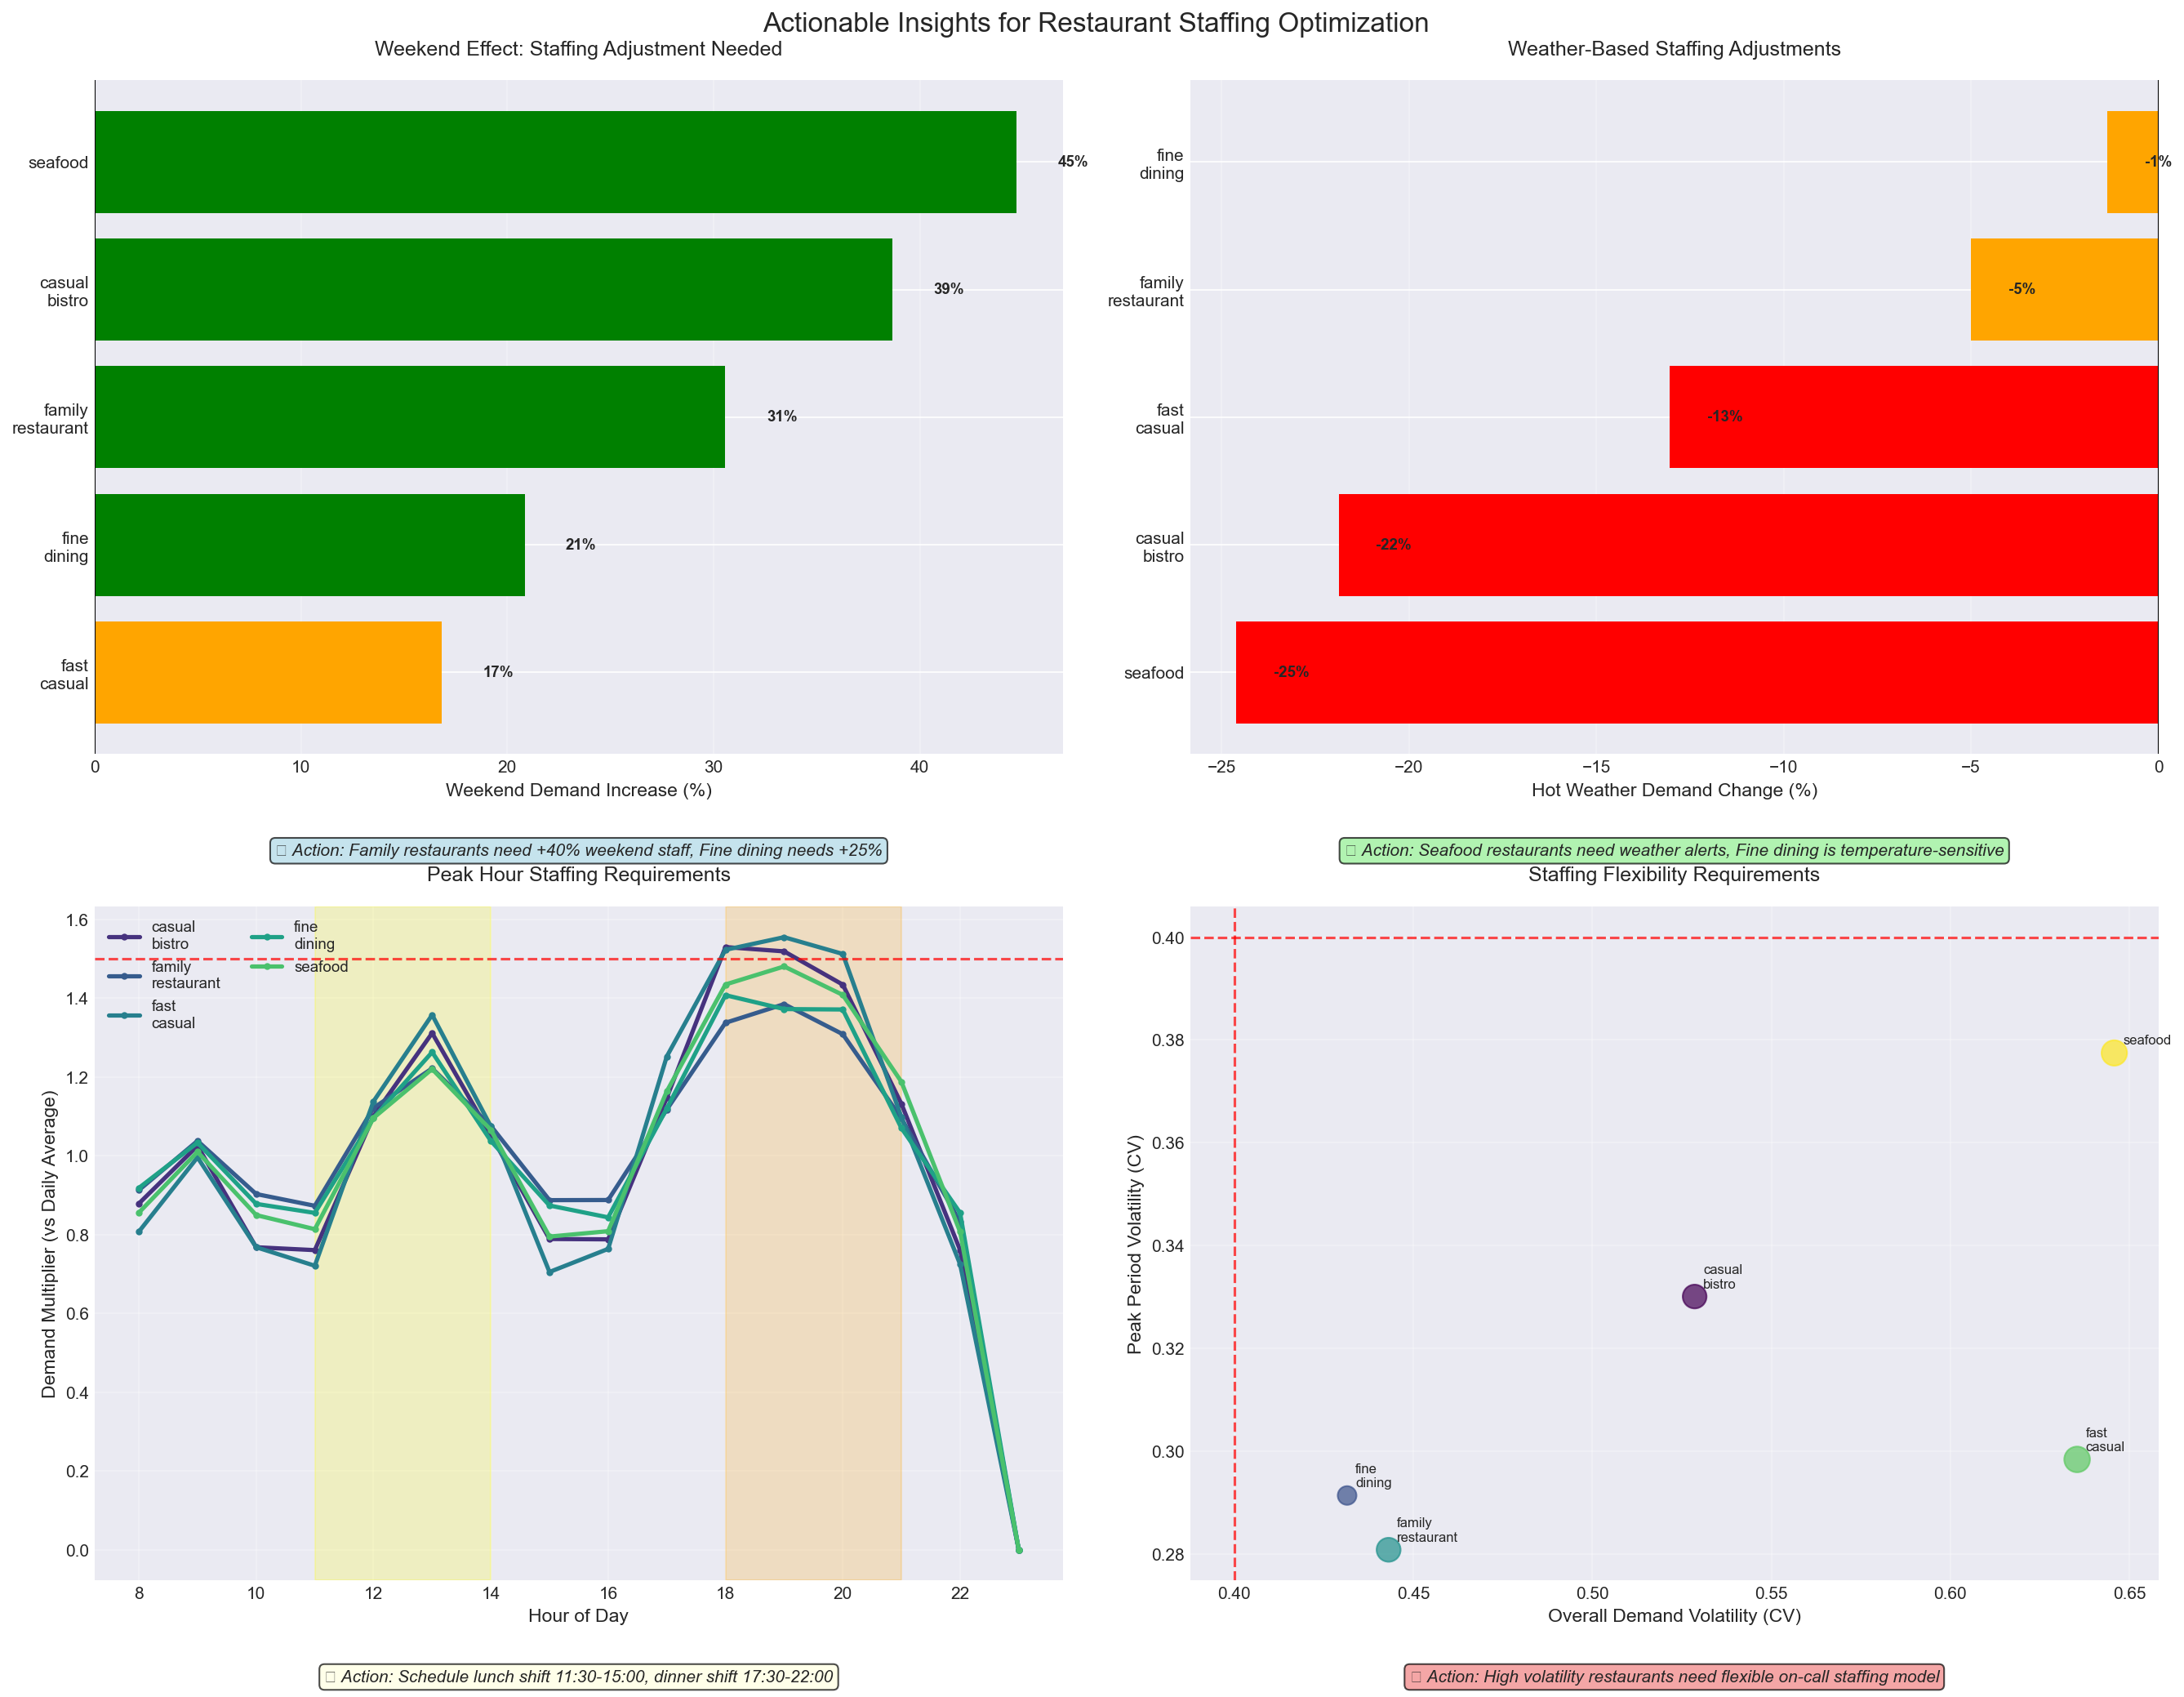 Actionable Insights for Restaurant Staffing Optimization
Weekend Effect: Staffing Adjustment Needed
seafood
casual
bistro
family
restaurant
fine
dining
fast
casual
45%
39%
31%
21%
17%
0 10 20 30 40
Weekend Demand Increase (%)
Action: Family restaurants need +40% weekend staff, Fine dining needs +25%
Weather-Based Staffing Adjustments
fine
dining
family
restaurant
fast
casual
casual
bistro
seafood
-1%
-5%
-13%
-22%
-25%
−25 −20 −15 −10 −5 0
Hot Weather Demand Change (%)
Action: Seafood restaurants need weather alerts, Fine dining is temperature-sensitive
Peak Hour Staffing Requirements
casual
bistro
family
restaurant
fast
casual
fine
dining
seafood
1.6
1.4
1.2
1.0
0.8
0.6
0.4
0.2
0.0
Demand Multiplier (vs Daily Average)
8 10 12 14 16 18 20 22
Hour of Day
Action: Schedule lunch shift 11:30-15:00, dinner shift 17:30-22:00
Staffing Flexibility Requirements
0.40
0.38
0.36
0.34
0.32
0.30
0.28
Peak Period Volatility (CV)
seafood
casual
bistro
fast
casual
fine
dining
family
restaurant
0.40 0.45 0.50 0.55 0.60 0.65
Overall Demand Volatility (CV)
Action: High volatility restaurants need flexible on-call staffing model